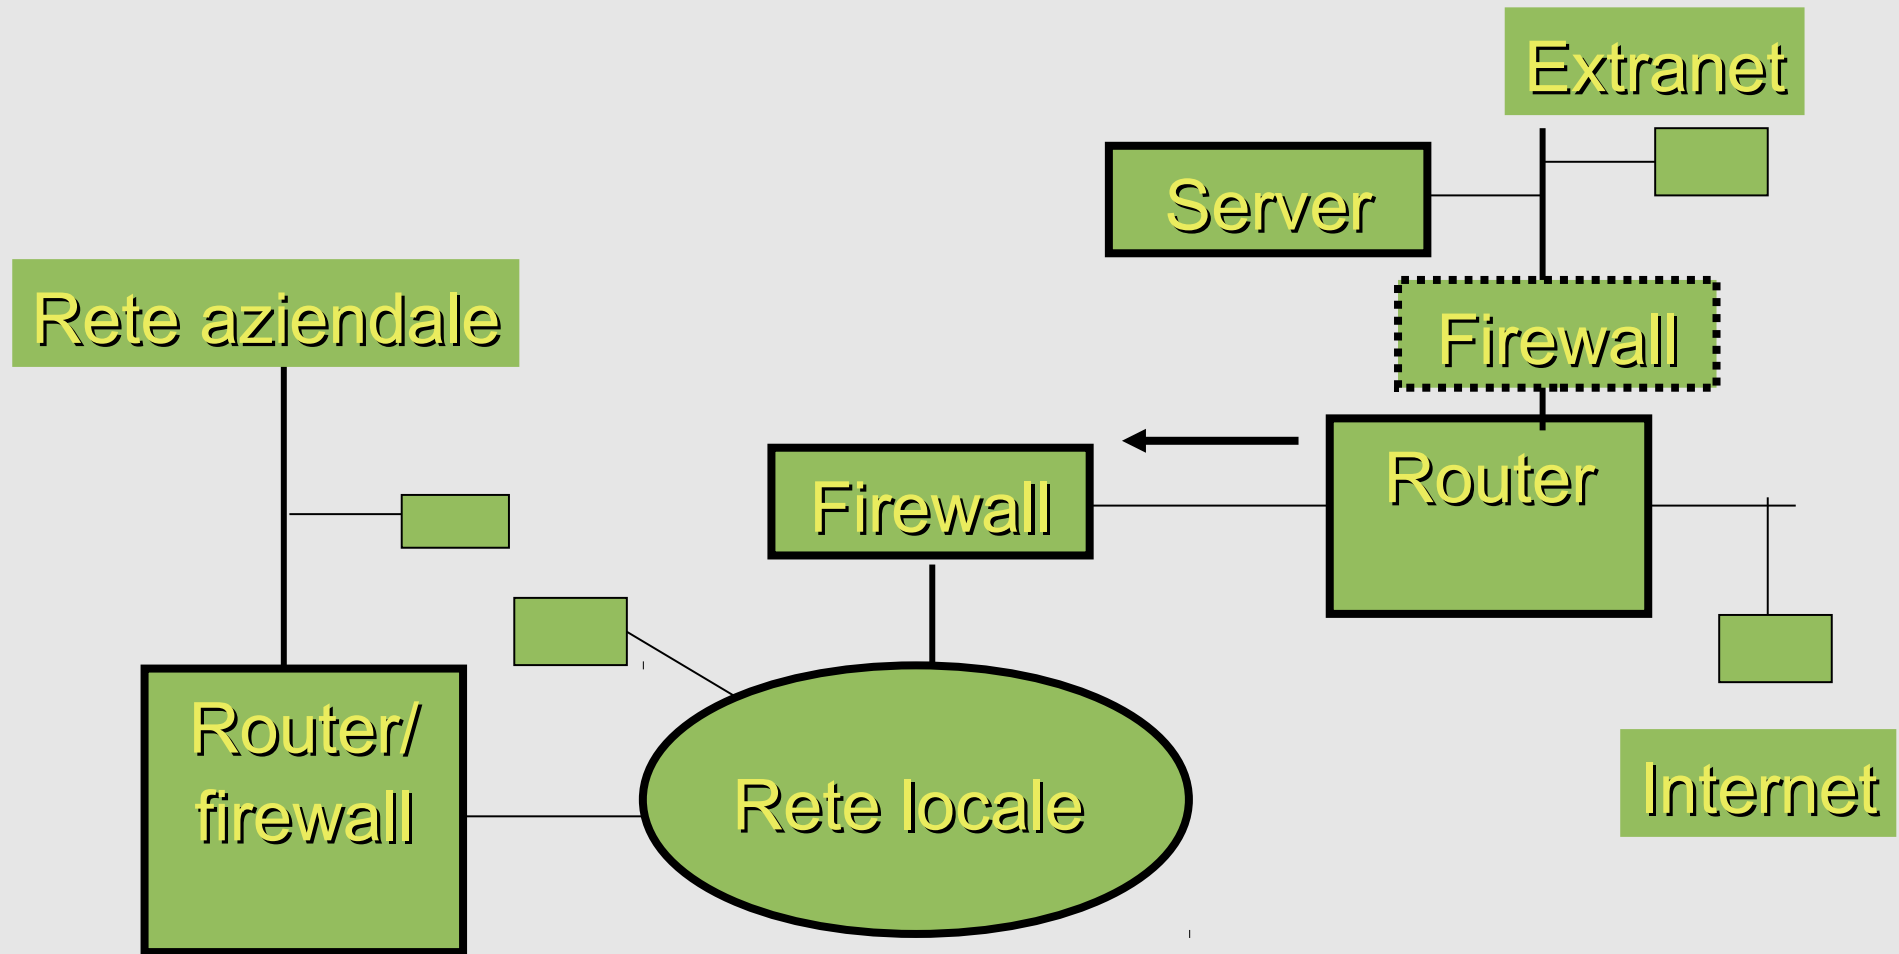 Extranet
Server
Rete aziendale
Firewall
Router
Firewall
Router/
firewall
Rete locale
Internet